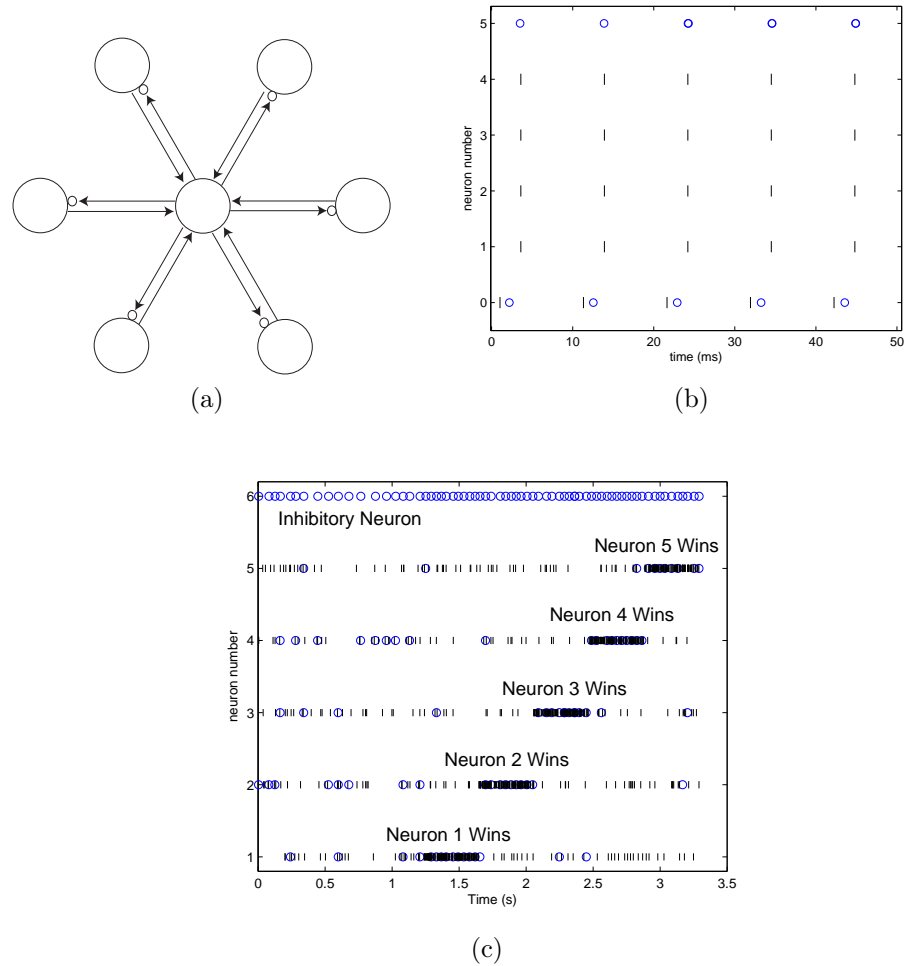 5
4
3
2
1
0
neuron number
0 10 20 30 40 50
time (ms)
(a)
(b)
6
Inhibitory Neuron
Neuron 5 Wins
5
Neuron 4 Wins
4
Neuron 3 Wins
3
Neuron 2 Wins
2
Neuron 1 Wins
1
neuron number
0 0.5 1 1.5 2 2.5 3 3.5
Time (s)
(c)